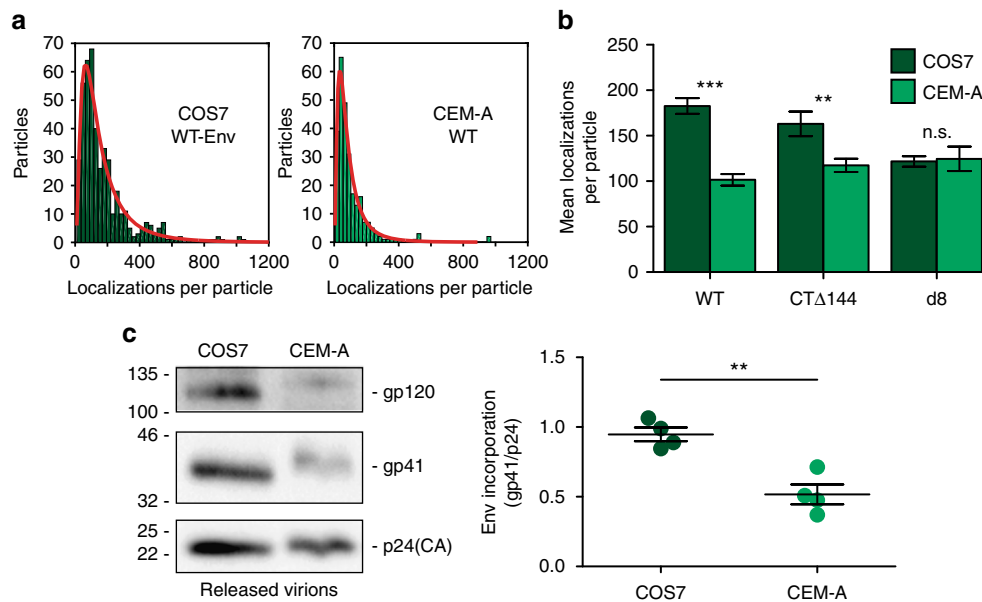 a
70
60
50
40
30
20
10
0
Particles
COS7
WT-Env
0 400 800 1200
Localizations per particle
70
60
50
40
30
20
10
0
Particles
CEM-A
WT
0 400 800 1200
Localizations per particle
b
250
200
150
100
50
0
Mean localizations
per particle
COS7
CEM-A
***
**
n.s.
WT CTΔ144 d8
c
COS7 CEM-A
135 -
100 -
- gp120
46 -
32 -
- gp41
25 -
22 -
- p24(CA)
Released virions
1.5
1.0
0.5
0
Env incorporation
(gp41/p24)
**
COS7 CEM-A